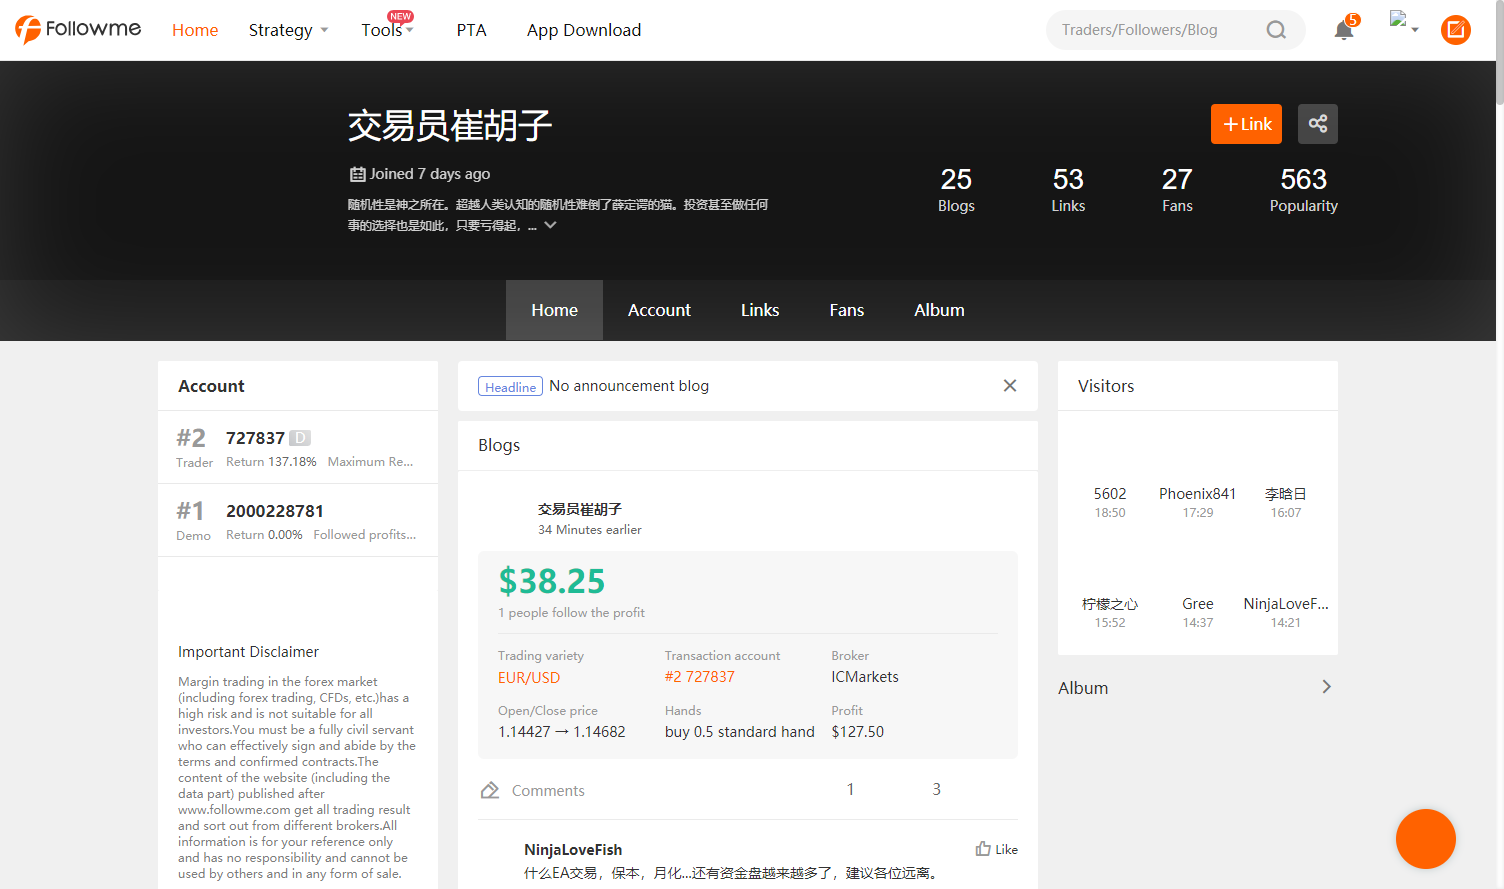 Followme
Home
Strategy
Tools
NEW
PTA
App Download
Traders/Followers/Blog
5
交易员崔胡子
+Link
Joined 7 days ago
随机性是神之所在。超越人类认知的随机性难倒了薛定谔的猫。投资甚至做任何
事的选择也是如此，只要亏得起，...
25
Blogs
53
Links
27
Fans
563
Popularity
Home
Account
Links
Fans
Album
Account
#2
Trader
727837 D
Return 137.18% Maximum Re...
#1
Demo
2000228781
Return 0.00% Followed profits...
Important Disclaimer
Margin trading in the forex market
(including forex trading, CFDs, etc.)has a
high risk and is not suitable for all
investors.You must be a fully civil servant
who can effectively sign and abide by the
terms and confirmed contracts.The
content of the website (including the
data part) published after
www.followme.com get all trading result
and sort out from different brokers.All
information is for your reference only
and has no responsibility and cannot be
used by others and in any form of sale.
Headline No announcement blog
Blogs
交易员崔胡子
34 Minutes earlier
$38.25
1 people follow the profit
Trading variety
EUR/USD
Transaction account
#2 727837
Broker
ICMarkets
Open/Close price
1.14427 → 1.14682
Hands
buy 0.5 standard hand
Profit
$127.50
Comments
1
3
NinjaLoveFish
Like
什么EA交易，保本，月化...还有资金盘越来越多了，建议各位远离。
Visitors
5602
18:50
Phoenix841
17:29
李晗日
16:07
柠檬之心
15:52
Gree
14:37
NinjaLoveF...
14:21
Album